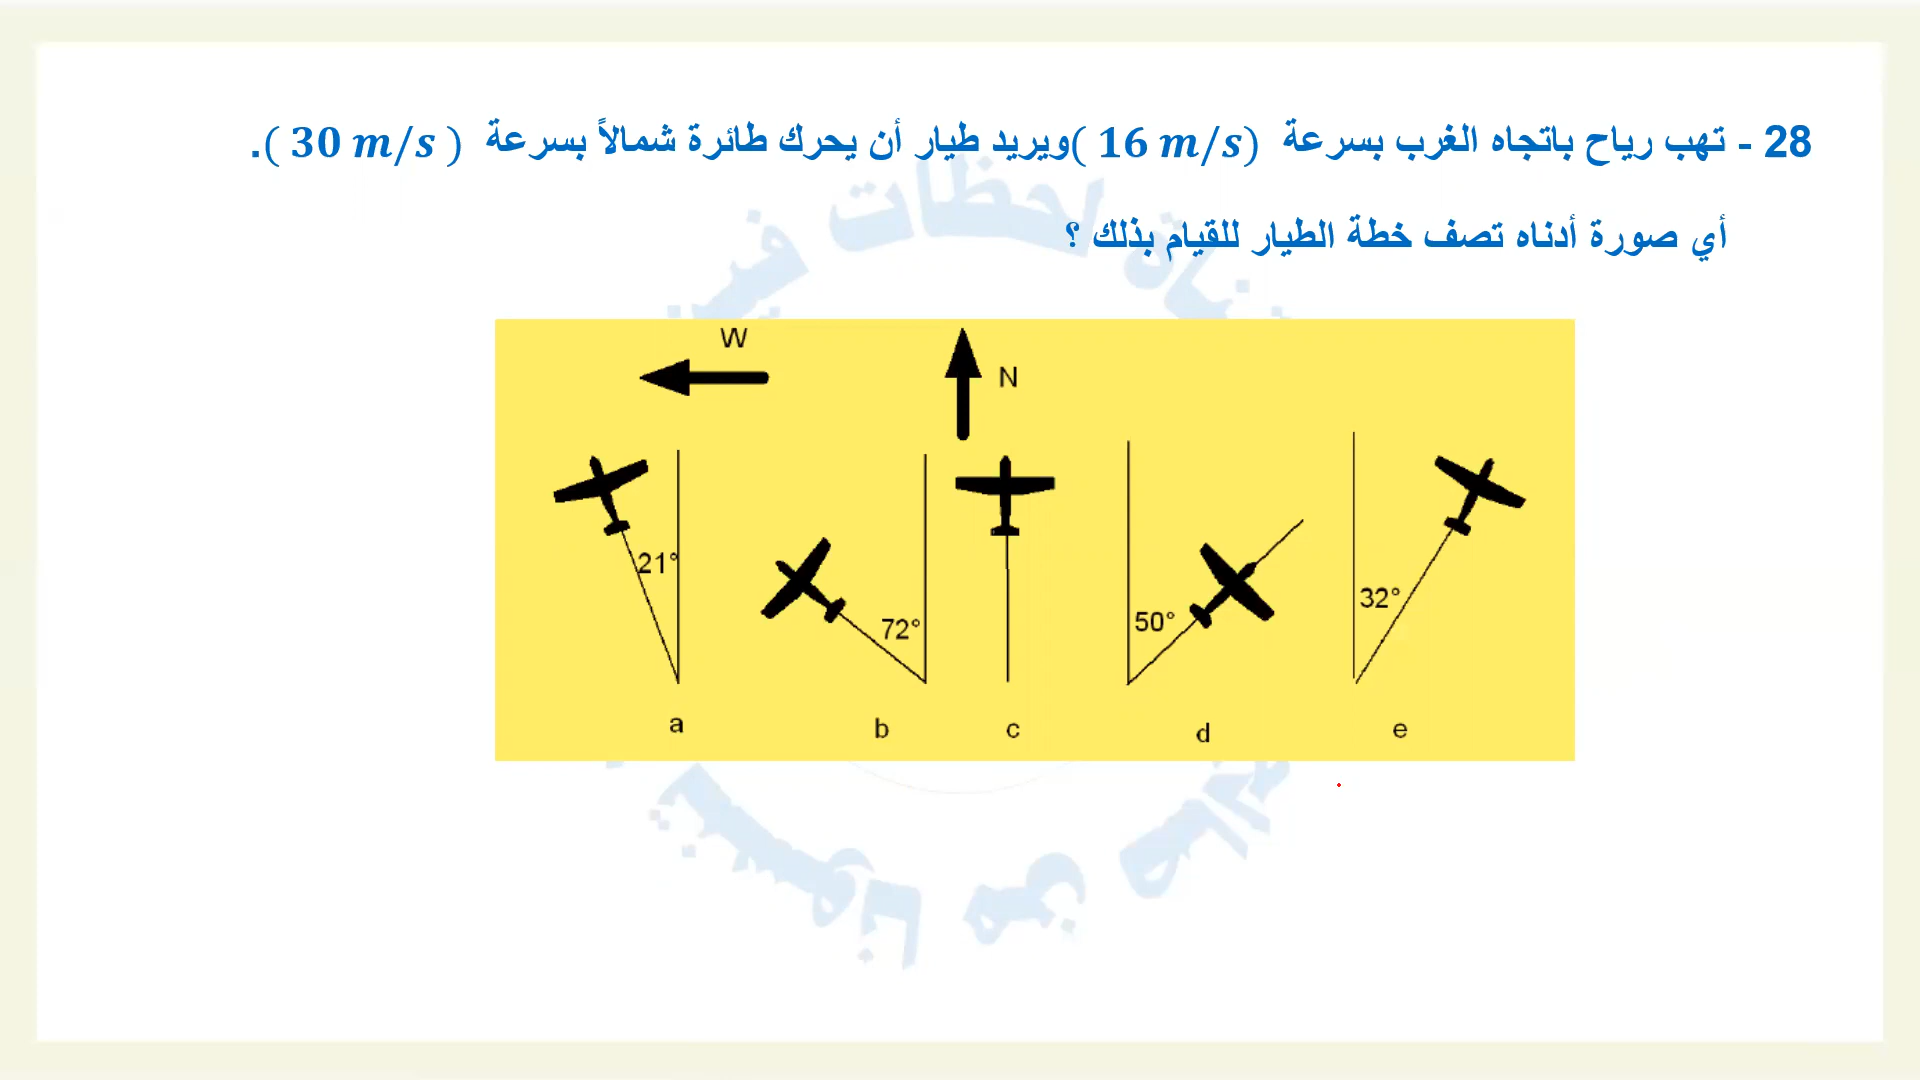 28 - تهب رياح باتجاه الغرب بسرعة (16 m/s) ويريد طيار أن يحرك طائرة شمالاً بسرعة (30 m/s).
أي صورة أدناه تصف خطة الطيار للقيام بذلك ؟
W
N
21°
72°
50°
32°
a
b
c
d
e